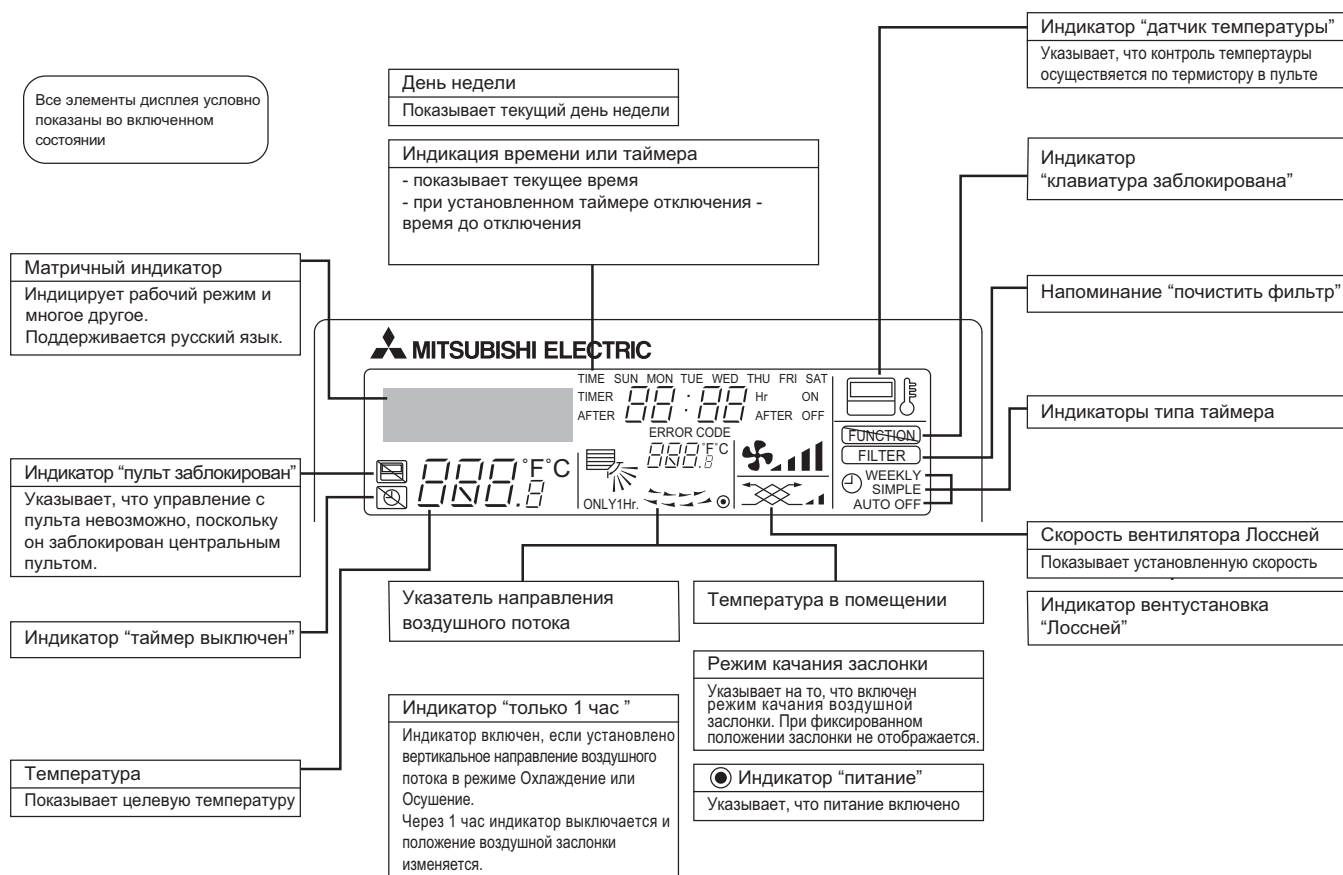 Все элементы дисплея условно
показаны во включенном
состоянии
День недели
Показывает текущий день недели
Индикация времени или таймера
- показывает текущее время
- при установленном таймере отключения -
время до отключения
Индикатор “датчик температуры”
Указывает, что контроль темпертауры
осуществяется по термистору в пульте
Индикатор
“клавиатура заблокирована”
Напоминание “почистить фильтр”
Индикаторы типа таймера
Скорость вентилятора Лоссней
Показывает установленную скорость
Индикатор вентустановка
“Лоссней”
Матричный индикатор
Индицирует рабочий режим и
многое другое.
Поддерживается русский язык.
Индикатор “пульт заблокирован”
Указывает, что управление с
пульта невозможно, поскольку
он заблокирован центральным
пультом.
Индикатор “таймер выключен”
Температура
Показывает целевую температуру
MITSUBISHI ELECTRIC
TIME SUN MON TUE WED THU FRI SAT
TIMER 88:88 Hr ON
AFTER AFTER OFF
ERROR CODE
888.8 °F°C
888.8 °F°C
ONLY1Hr.
FUNCTION
FILTER
WEEKLY
SIMPLE
AUTO OFF
Указатель направления
воздушного потока
Температура в помещении
Индикатор “только 1 час ”
Индикатор включен, если установлено
вертикальное направление воздушного
потока в режиме Охлаждение или
Осушение.
Через 1 час индикатор выключается и
положение воздушной заслонки
изменяется.
Режим качания заслонки
Указывает на то, что включен
режим качания воздушной
заслонки. При фиксированном
положении заслонки не отображается.
Индикатор “питание”
Указывает, что питание включено